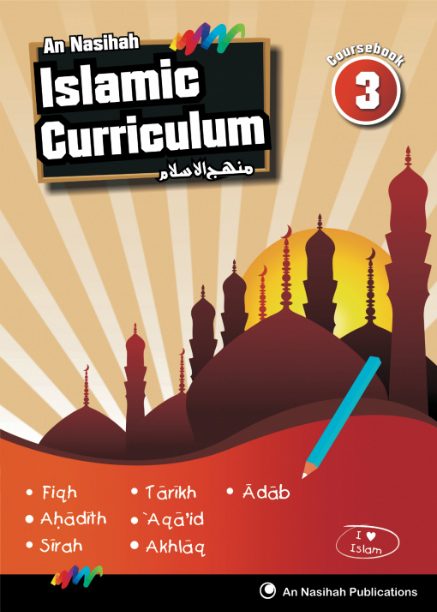 An Nasihah
Islamic
Curriculum
منهج الاسلام
Coursebook
3
• Fiqh
• Aḥādīth
• Sīrah
• Tārīkh
• `Aqā'id
• Akhlāq
• Ādāb
I ♥
Islam
An Nasihah Publications